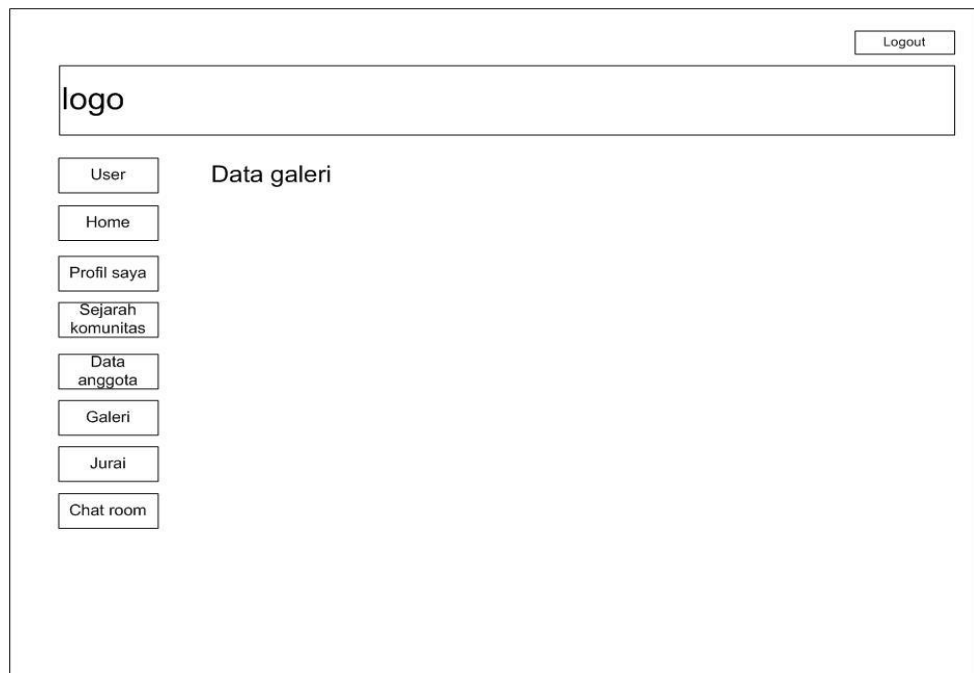 Logout
logo
User
Data galeri
Home
Profil saya
Sejarah
komunitas
Data
anggota
Galeri
Jurai
Chat room